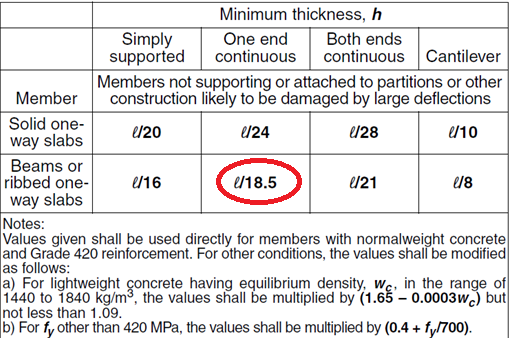 Minimum thickness, h
Simply supported
One end continuous
Both ends continuous
Cantilever
Member
Members not supporting or attached to partitions or other
construction likely to be damaged by large deflections
Solid one-
way slabs
ℓ/20
ℓ/24
ℓ/28
ℓ/10
Beams or
ribbed one-
way slabs
ℓ/16
ℓ/18.5
ℓ/21
ℓ/8
Notes:
Values given shall be used directly for members with normalweight concrete
and Grade 420 reinforcement. For other conditions, the values shall be modified
as follows:
a) For lightweight concrete having equilibrium density, wc, in the range of
1440 to 1840 kg/m³, the values shall be multiplied by (1.65 – 0.0003wc) but
not less than 1.09.
b) For fy other than 420 MPa, the values shall be multiplied by (0.4 + fy/700).